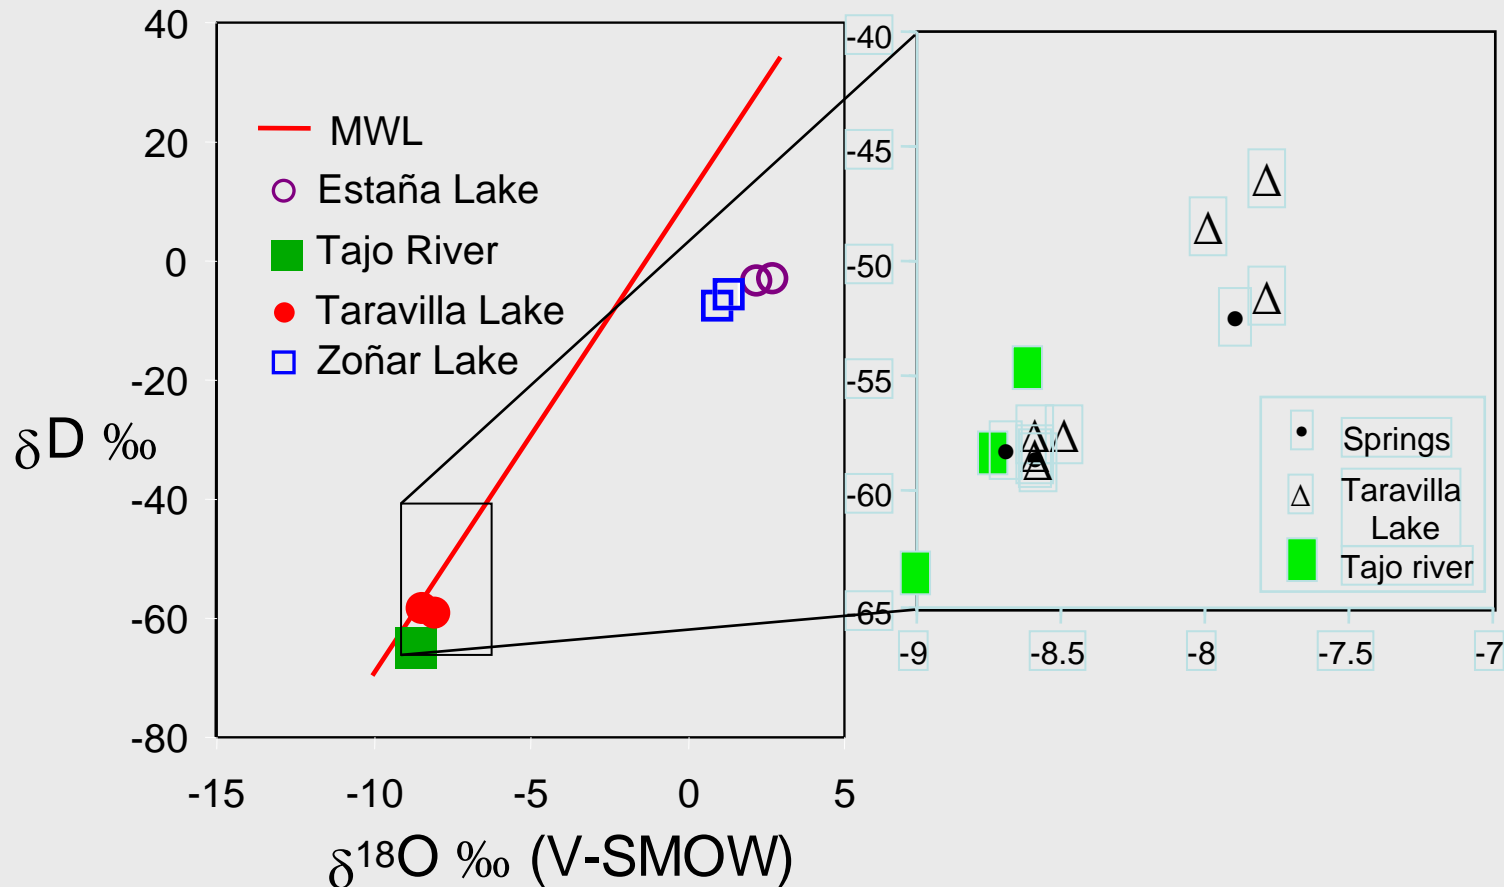 40
20
0
-20
-40
-60
-80
δD ‰
-15
-10
-5
0
5
δ18O ‰ (V-SMOW)
MWL
Estaña Lake
Tajo River
Taravilla Lake
Zoñar Lake
-40
-45
-50
-55
-60
-65
-9
-8.5
-8
-7.5
-7
Springs
Taravilla
Lake
Tajo river